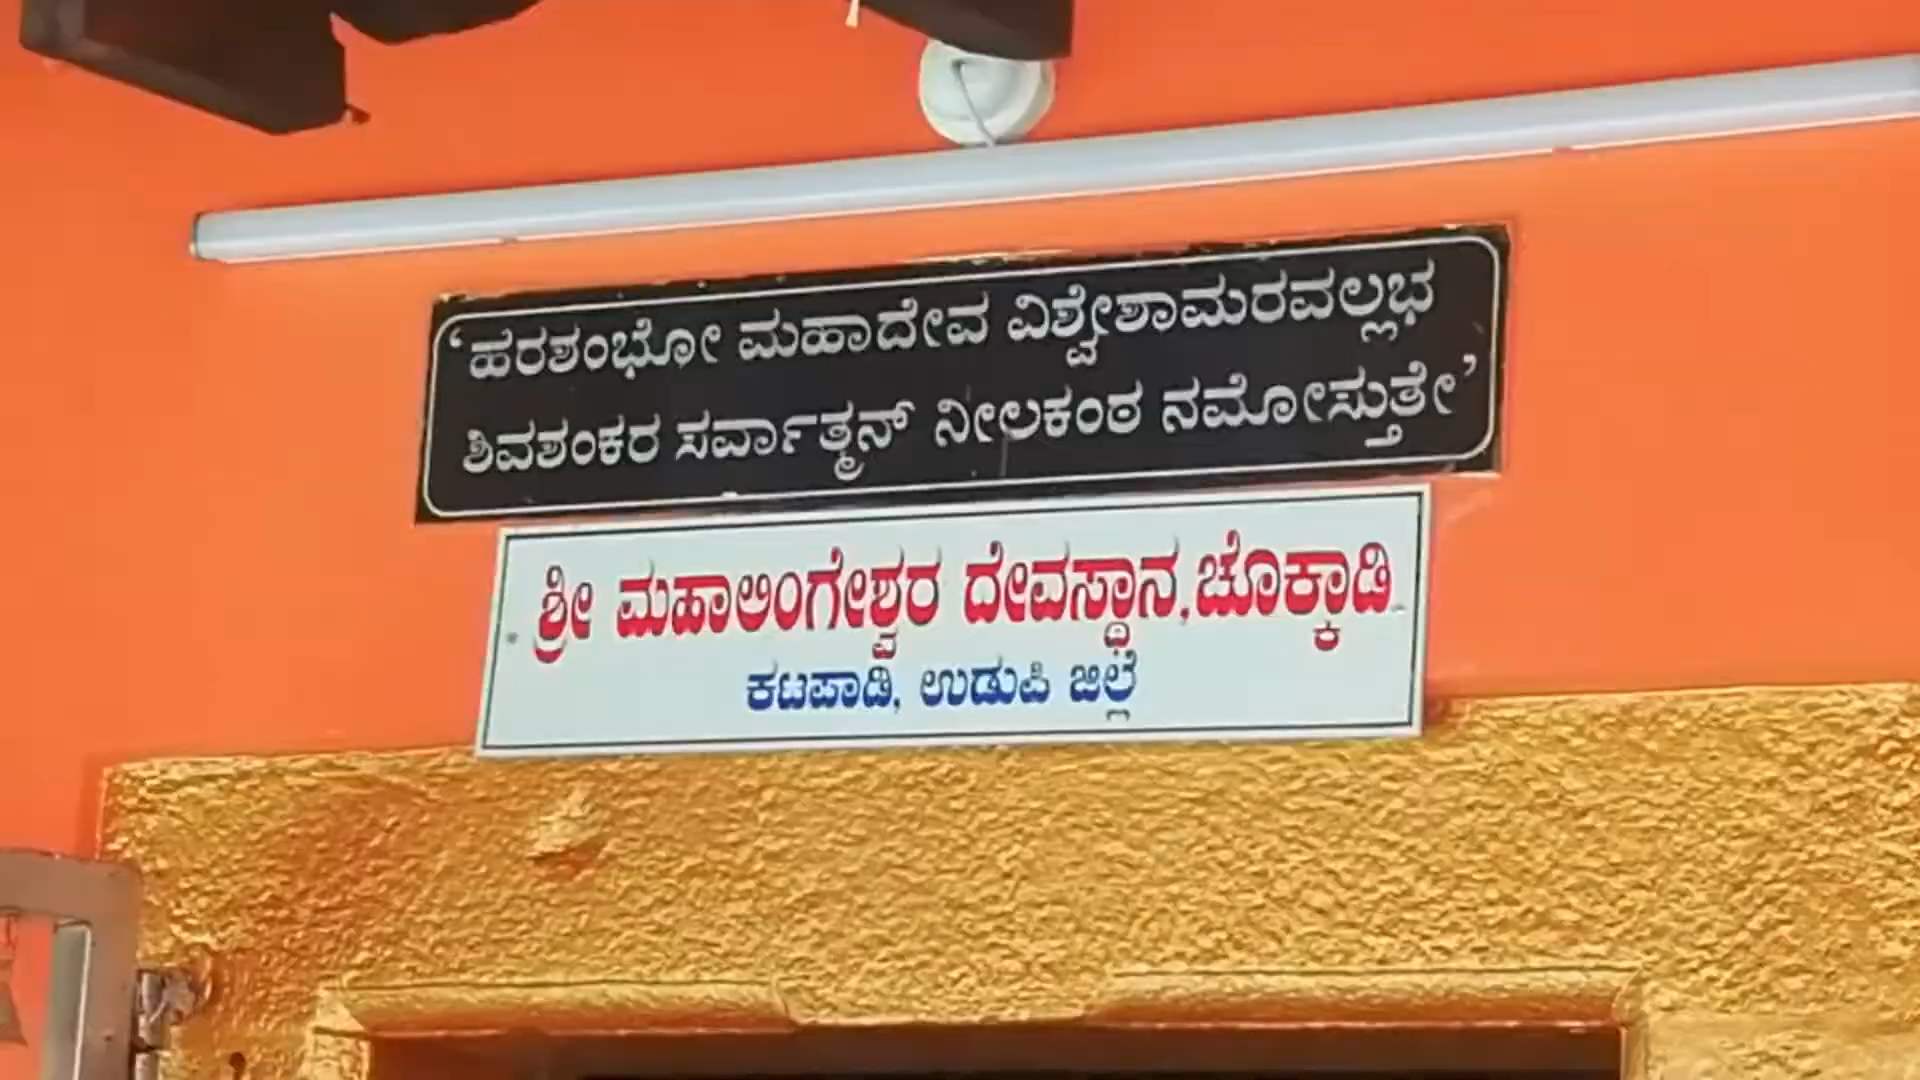 ‘ಹರಶಂಭೋ ಮಹಾದೇವ ವಿಶ್ವೇಶಾಮರವಲ್ಲಭ
ಶಿವಶಂಕರ ಸರ್ವಾತ್ಮನ್ ನೀಲಕಂಠ ನಮೋಸ್ತುತೇ’
ಶ್ರೀ ಮಹಾಲಿಂಗೇಶ್ವರ ದೇವಸ್ಥಾನ, ಚೊಕ್ಕಾಡಿ
ಕಟಪಾಡಿ, ಉಡುಪಿ ಜಿಲ್ಲೆ